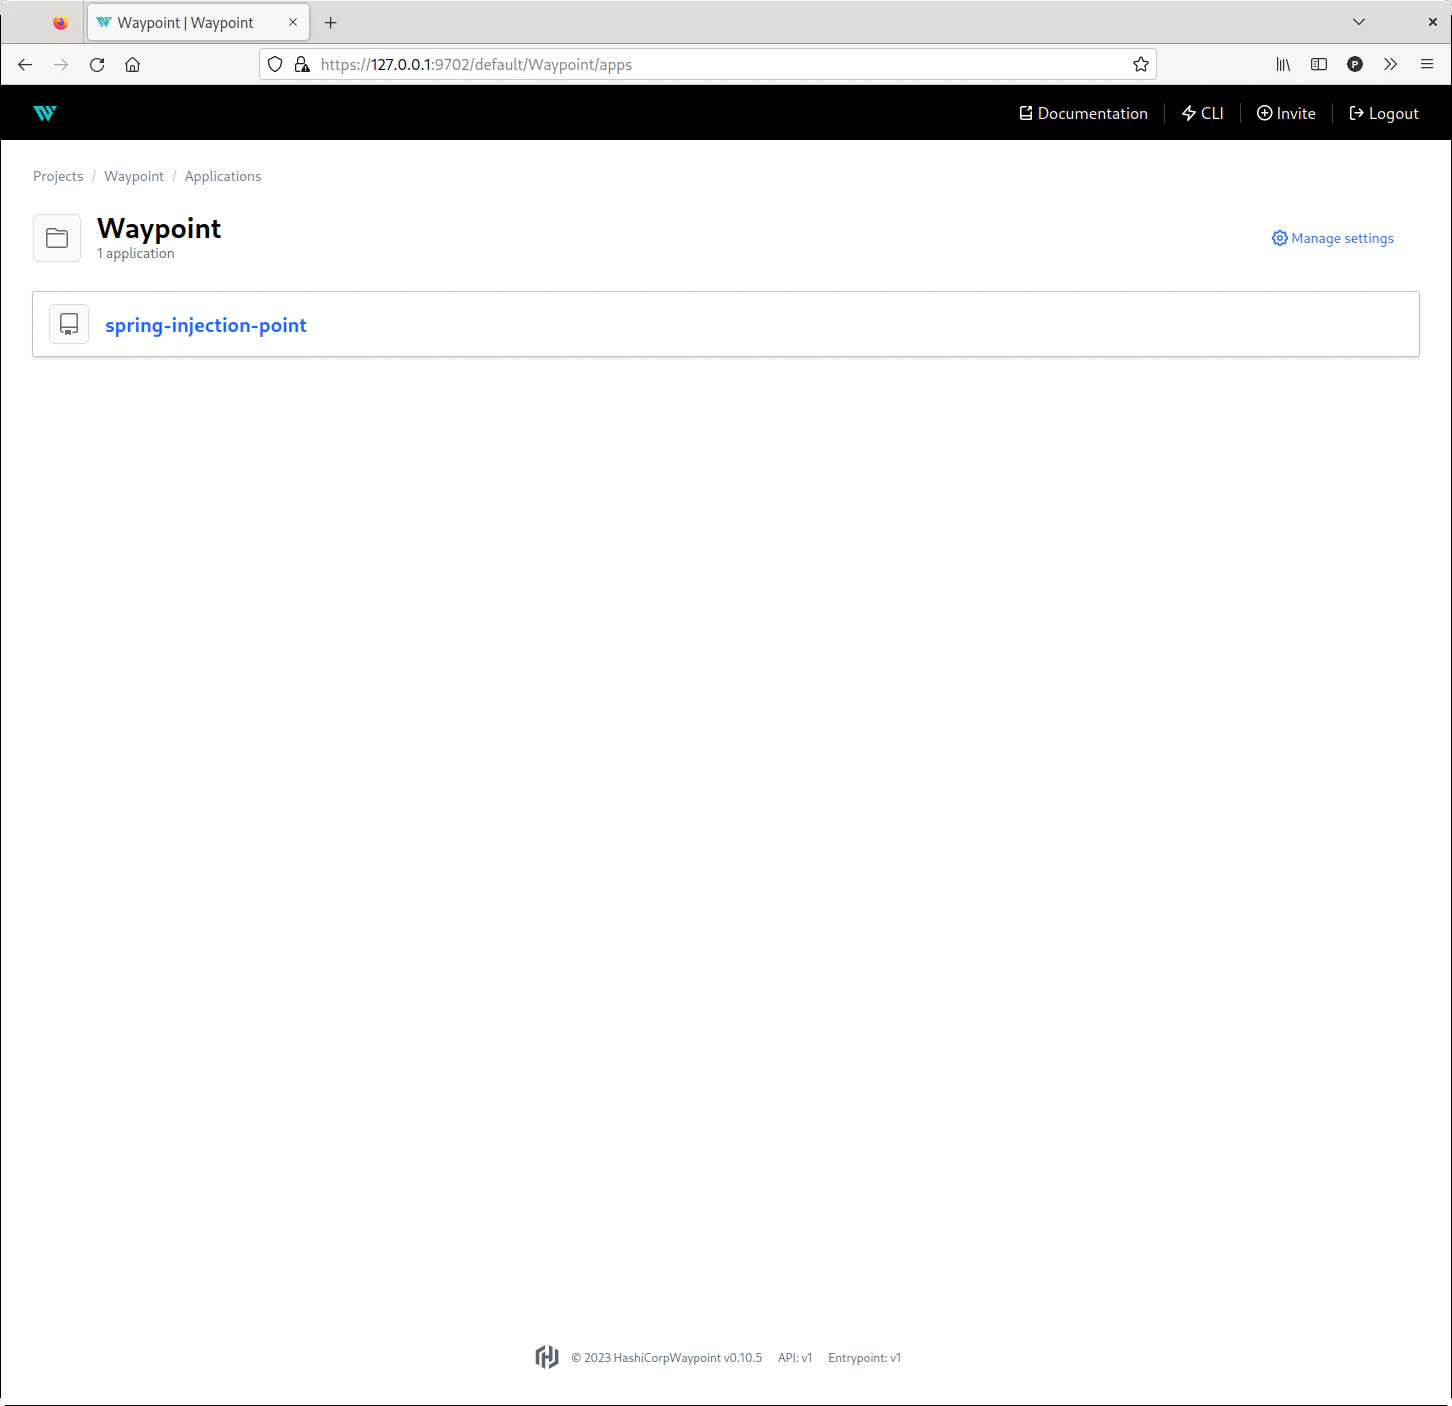 Waypoint | Waypoint
https://127.0.0.1:9702/default/Waypoint/apps
P
Documentation
CLI
Invite
Logout
Projects / Waypoint / Applications
Waypoint
1 application
Manage settings
spring-injection-point
© 2023 HashiCorpWaypoint v0.10.5 API: v1 Entrypoint: v1